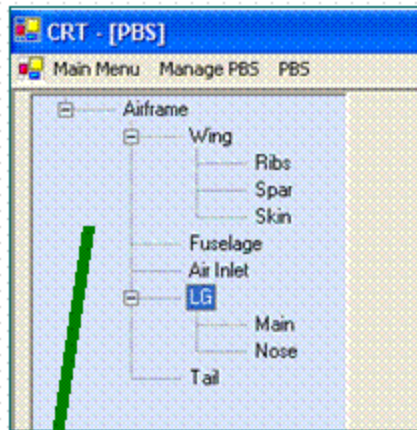 CRT - [PBS]
Main Menu Manage PBS PBS
Airframe
Wing
Ribs
Spar
Skin
Fuselage
Air Inlet
LG
Main
Nose
Tail